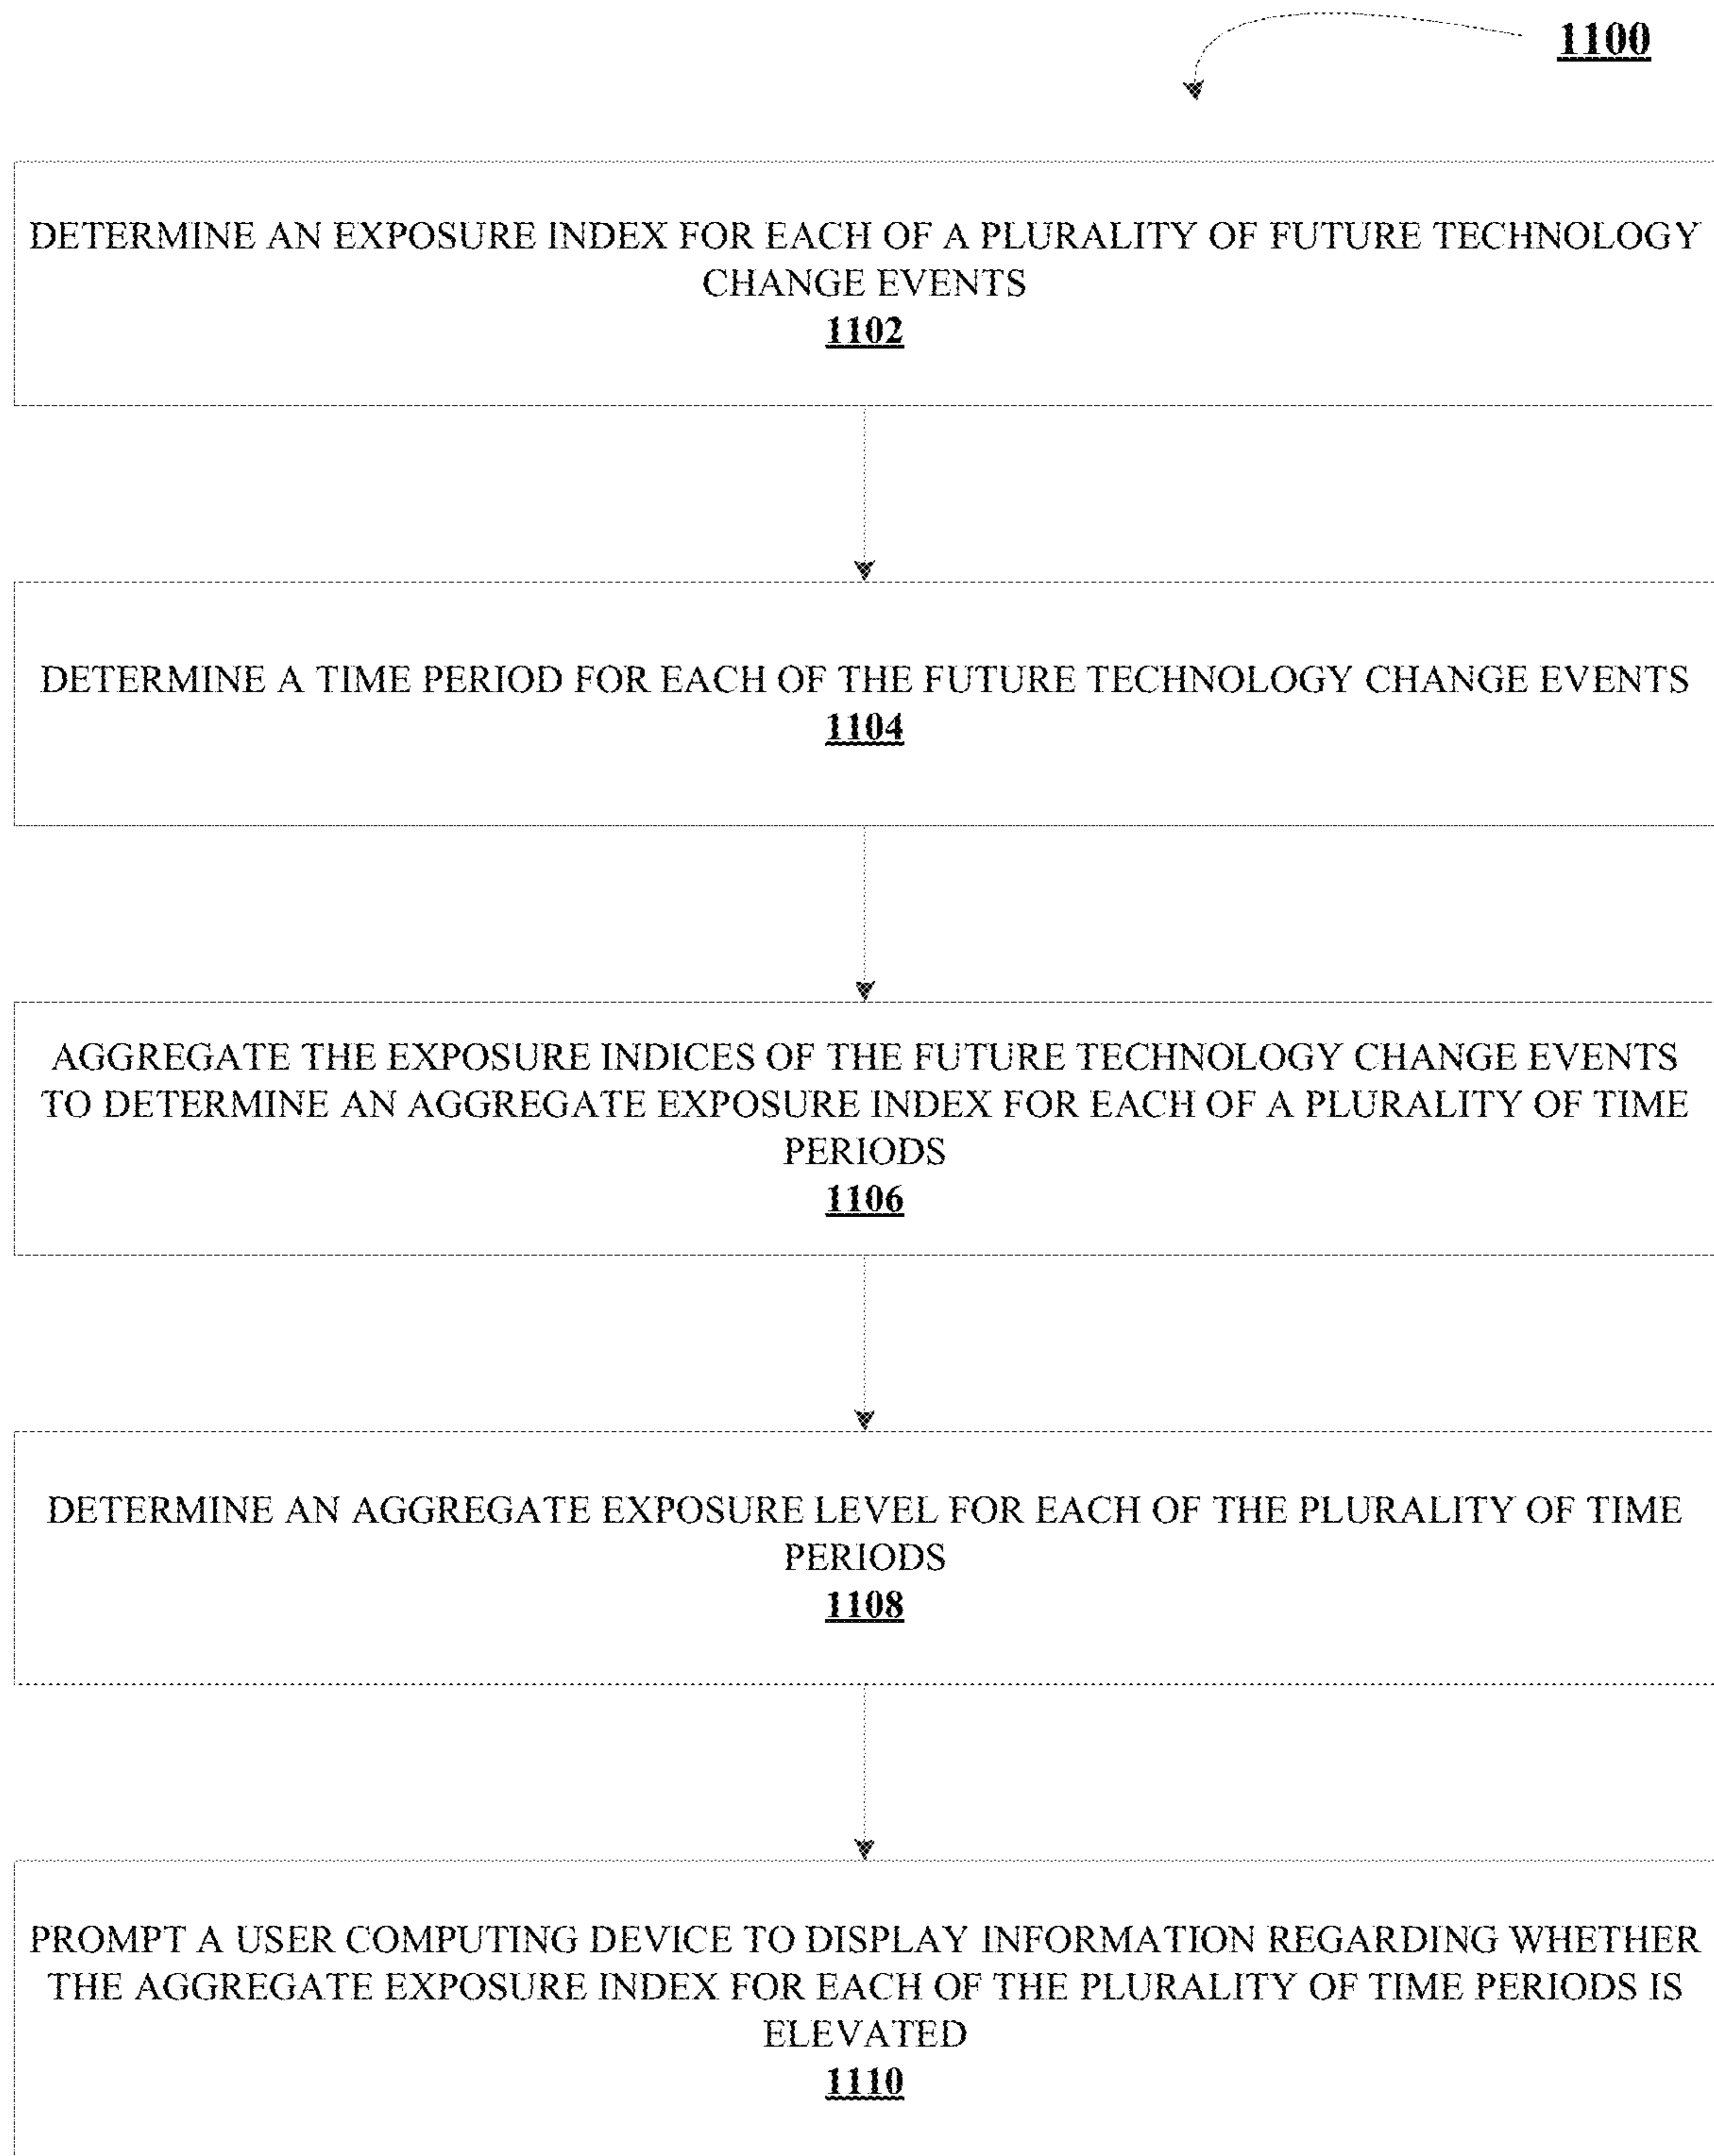 1100
DETERMINE AN EXPOSURE INDEX FOR EACH OF A PLURALITY OF FUTURE TECHNOLOGY
CHANGE EVENTS
1102
DETERMINE A TIME PERIOD FOR EACH OF THE FUTURE TECHNOLOGY CHANGE EVENTS
1104
AGGREGATE THE EXPOSURE INDICES OF THE FUTURE TECHNOLOGY CHANGE EVENTS
TO DETERMINE AN AGGREGATE EXPOSURE INDEX FOR EACH OF A PLURALITY OF TIME
PERIODS
1106
DETERMINE AN AGGREGATE EXPOSURE LEVEL FOR EACH OF THE PLURALITY OF TIME
PERIODS
1108
PROMPT A USER COMPUTING DEVICE TO DISPLAY INFORMATION REGARDING WHETHER
THE AGGREGATE EXPOSURE INDEX FOR EACH OF THE PLURALITY OF TIME PERIODS IS
ELEVATED
1110